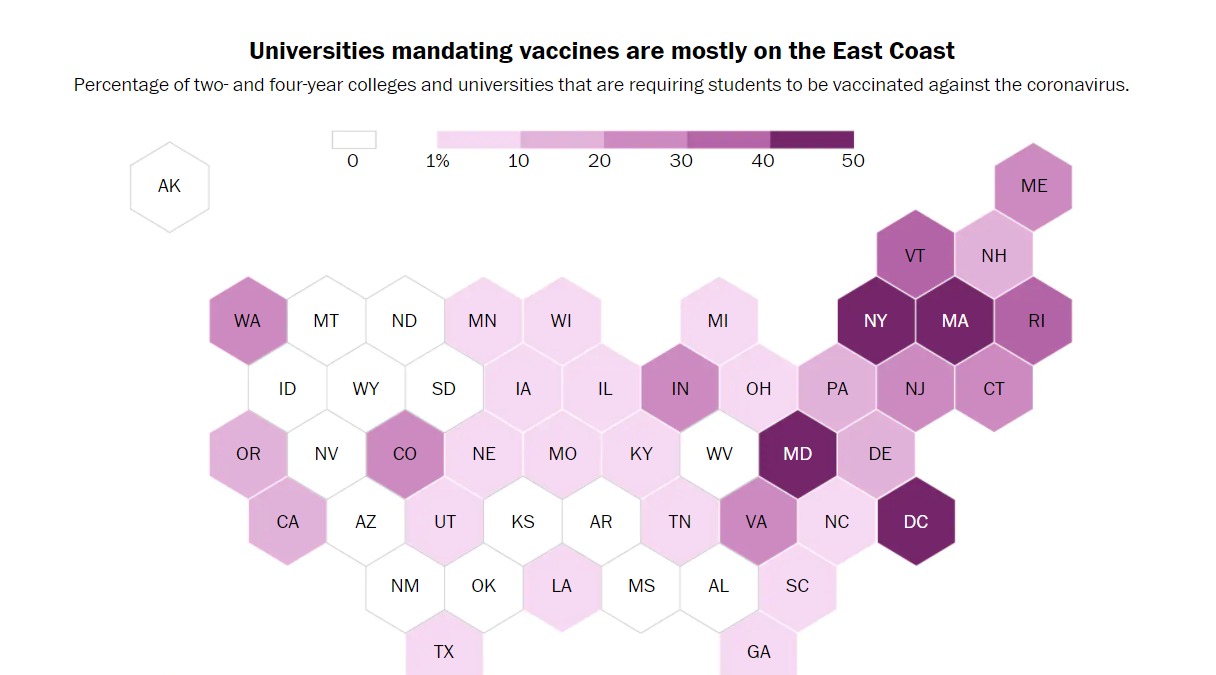 Universities mandating vaccines are mostly on the East Coast
Percentage of two- and four-year colleges and universities that are requiring students to be vaccinated against the coronavirus.
0 1% 10 20 30 40 50
AK ME
VT NH
WA MT ND MN WI MI NY MA RI
ID WY SD IA IL IN OH PA NJ CT
OR NV CO NE MO KY WV MD DE
CA AZ UT KS AR TN VA NC DC
NM OK LA MS AL SC
TX GA